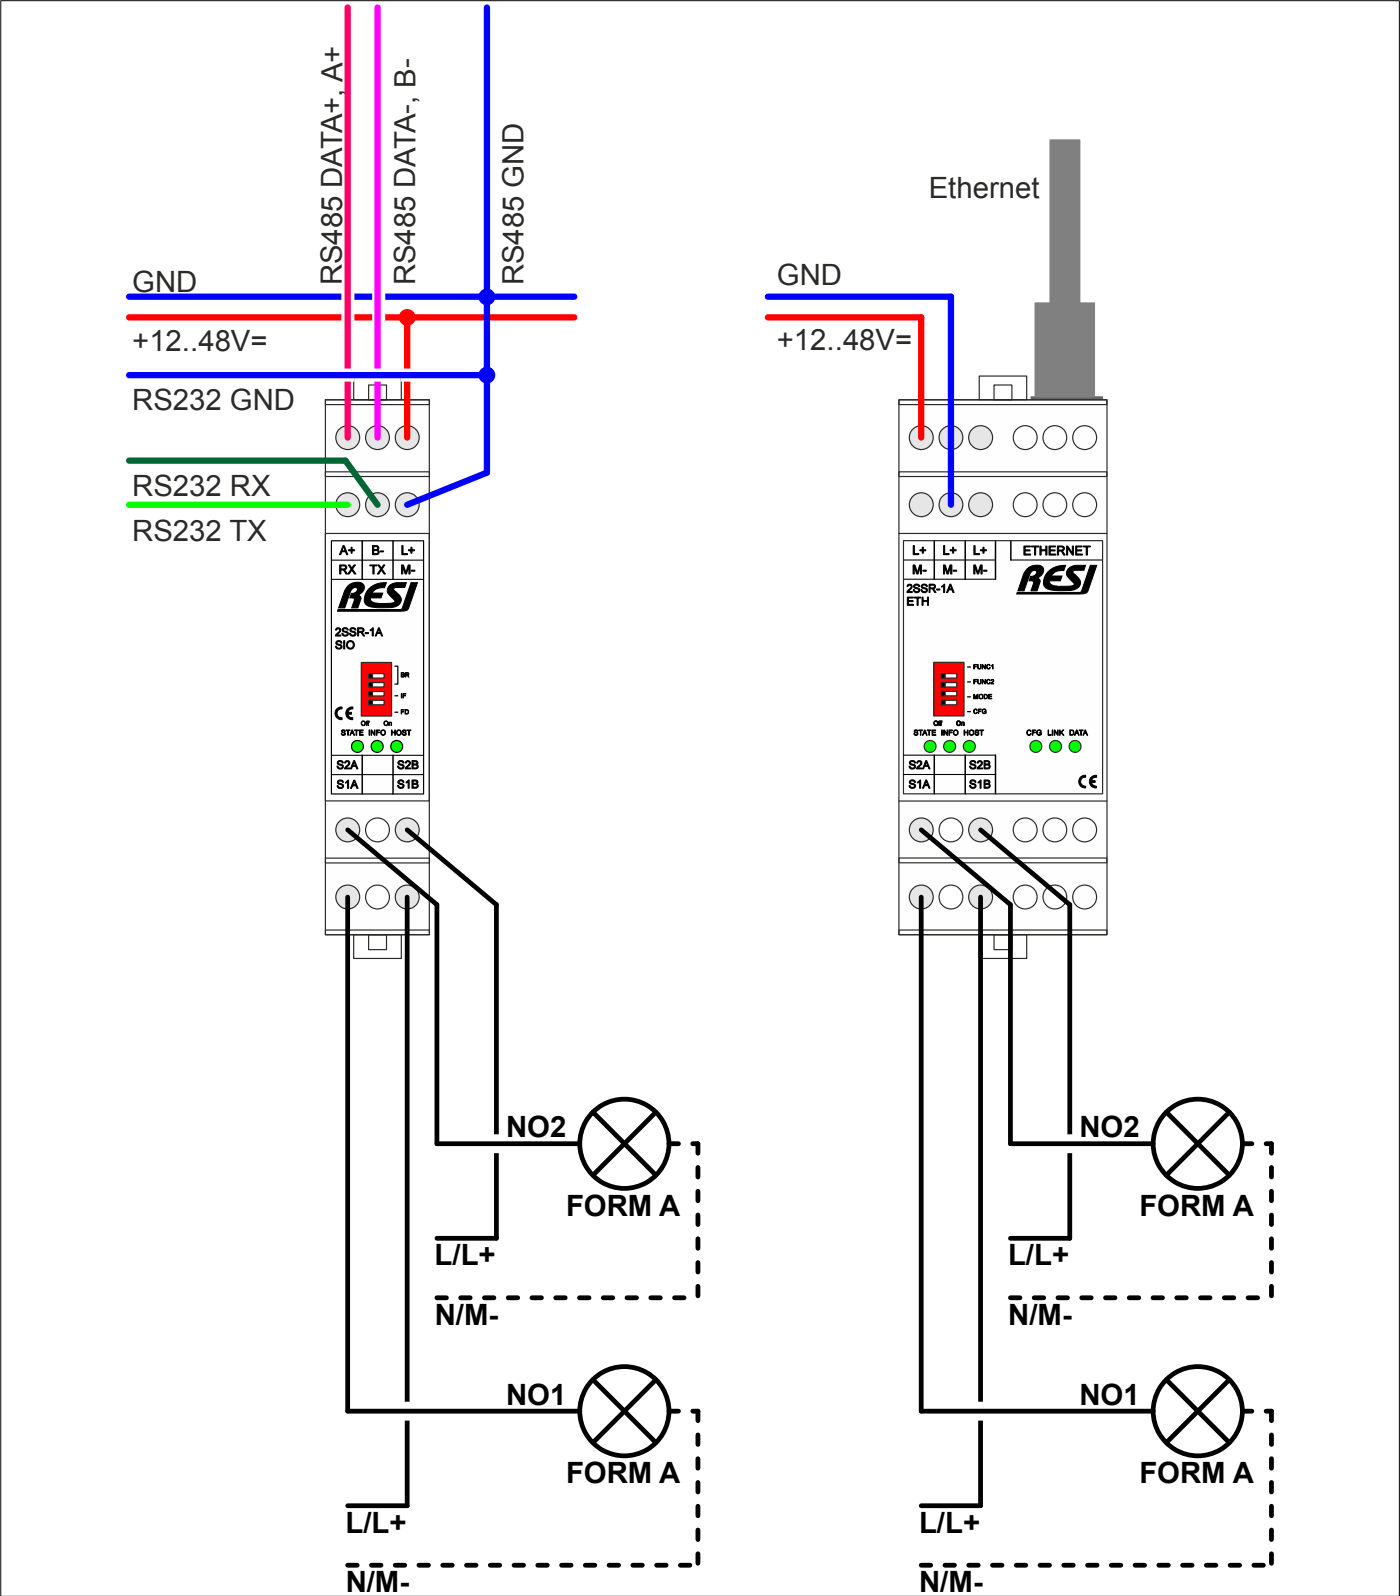 RS485 DATA+, A+
RS485 DATA-, B-
RS485 GND
GND
+12..48V=
RS232 GND
RS232 RX
RS232 TX
A+ B- L+
RX TX M-
RESI
2SSR-1A
SIO
BR
IF
FD
CE
Off On
STATE INFO HOST
S2A S2B
S1A S1B
NO2
FORM A
L/L+
N/M-
NO1
FORM A
L/L+
N/M-
Ethernet
GND
+12..48V=
L+ L+ L+ ETHERNET
M- M- M-
RESI
2SSR-1A
ETH
FUNC1
FUNC2
MODE
CFG
Off On
STATE INFO HOST
CFG LINK DATA
S2A S2B
S1A S1B
CE
NO2
FORM A
L/L+
N/M-
NO1
FORM A
L/L+
N/M-